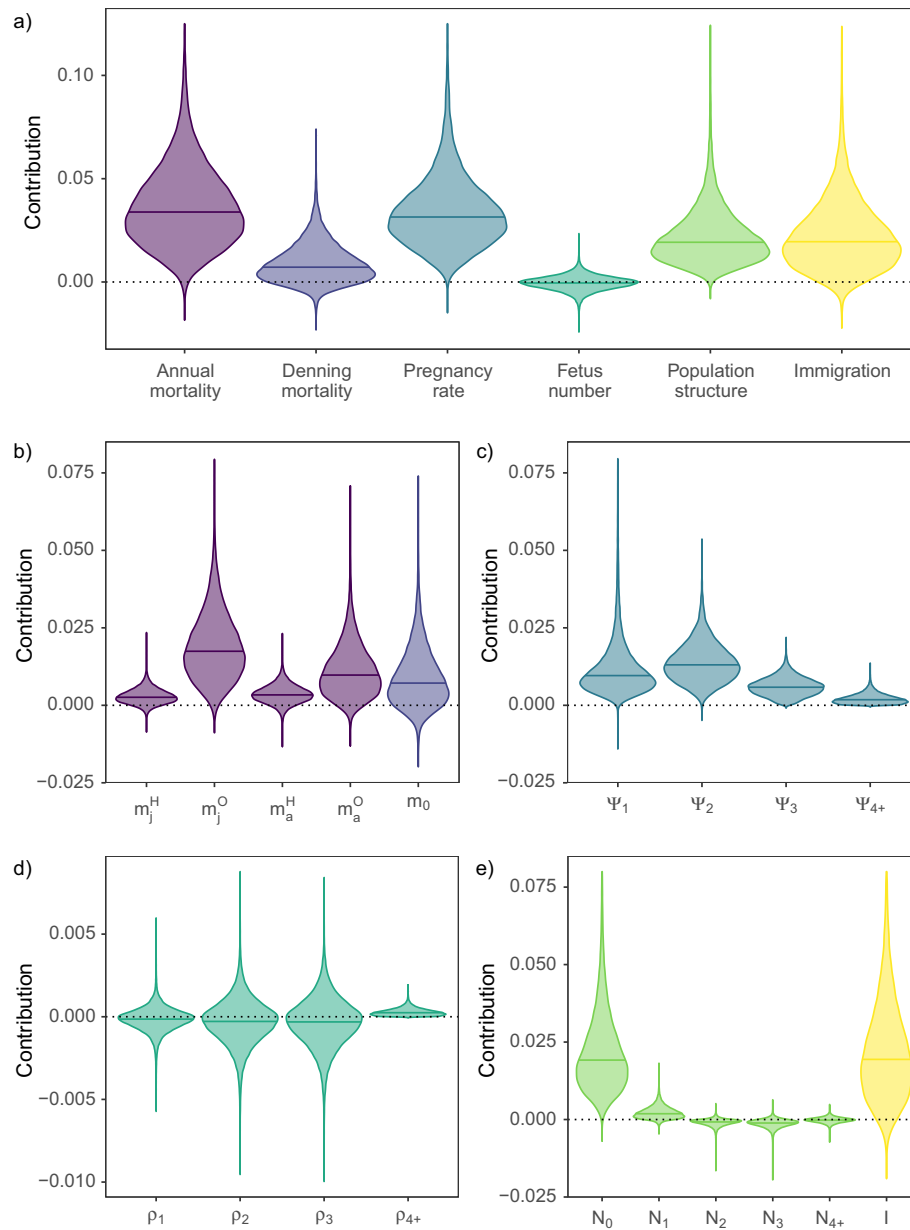 a)
Contribution
0.10
0.05
0.00
Annual mortality
Denning mortality
Pregnancy rate
Fetus number
Population structure
Immigration
b)
Contribution
0.075
0.050
0.025
0.000
−0.025
m_j^H m_j^O m_a^H m_a^O m_0
c)
Contribution
0.075
0.050
0.025
0.000
−0.025
Ψ_1 Ψ_2 Ψ_3 Ψ_4+
d)
Contribution
0.005
0.000
−0.005
−0.010
ρ_1 ρ_2 ρ_3 ρ_4+
e)
Contribution
0.075
0.050
0.025
0.000
−0.025
N_0 N_1 N_2 N_3 N_4+ I